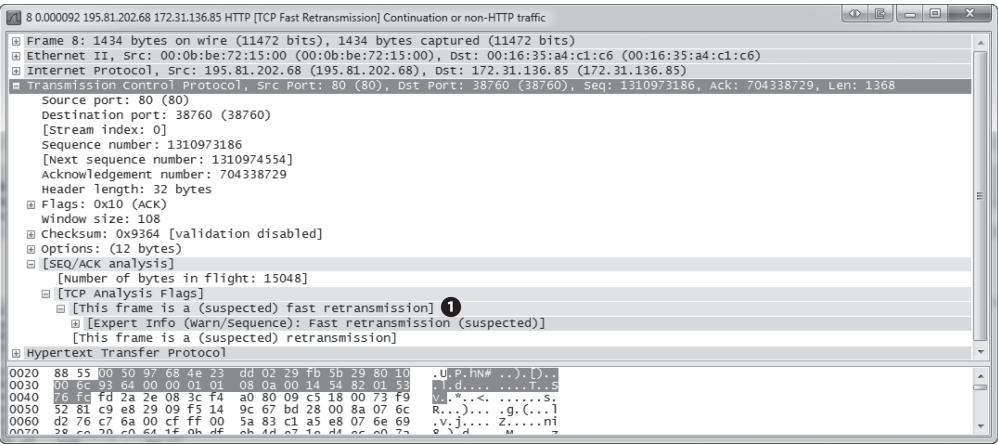 8 0.000092 195.81.202.68 172.31.136.85 HTTP [TCP Fast Retransmission] Continuation or non-HTTP traffic
Frame 8: 1434 bytes on wire (11472 bits), 1434 bytes captured (11472 bits)
Ethernet II, Src: 00:0b:be:72:15:00 (00:0b:be:72:15:00), Dst: 00:16:35:a4:c1:c6 (00:16:35:a4:c1:c6)
Internet Protocol, Src: 195.81.202.68 (195.81.202.68), Dst: 172.31.136.85 (172.31.136.85)
Transmission Control Protocol, Src Port: 80 (80), Dst Port: 38760 (38760), Seq: 1310973186, Ack: 704338729, Len: 1368
Source port: 80 (80)
Destination port: 38760 (38760)
[Stream index: 0]
Sequence number: 1310973186
[Next sequence number: 1310974554]
Acknowledgement number: 704338729
Header length: 32 bytes
Flags: 0x10 (ACK)
Window size: 108
Checksum: 0x9364 [validation disabled]
Options: (12 bytes)
[SEQ/ACK analysis]
[Number of bytes in flight: 15048]
[TCP Analysis Flags]
[This frame is a (suspected) fast retransmission] 1
[Expert Info (Warn/Sequence): Fast retransmission (suspected)]
[This frame is a (suspected) retransmission]
Hypertext Transfer Protocol
0020 88 55 00 50 97 68 4e 23 dd 02 29 fb 5b 29 80 10 .U.P.hN# ..).[)..
0030 00 6c 93 64 00 00 01 01 08 0a 00 14 54 82 01 53 .l.d.... ....T..S
0040 76 fc fd 2a 2e 08 3c f4 a0 80 09 c5 18 00 73 f9 v..*..<. ......s.
0050 52 81 c9 e8 29 09 f5 14 9c 67 bd 28 00 8a 07 6c R...)... .g.(...l
0060 d2 76 c7 6a 00 cf ff 00 5a 83 c1 a5 e8 07 6e 69 .v.j.... Z.....ni